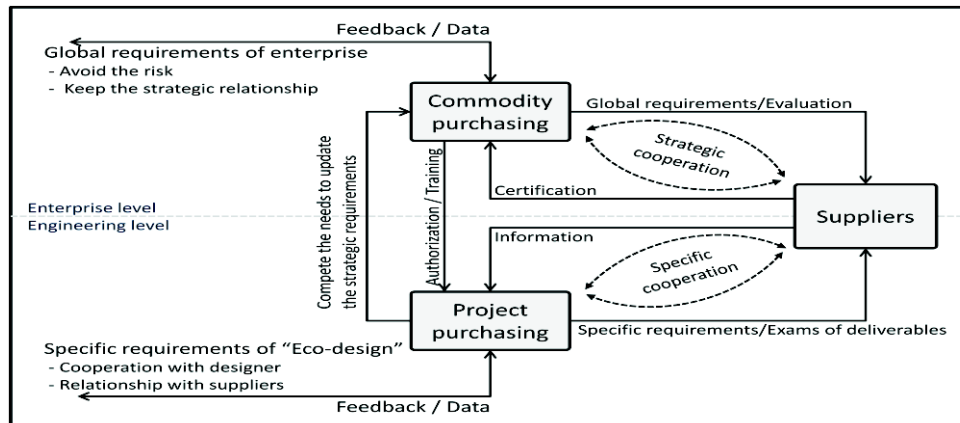 Feedback / Data
Global requirements of enterprise
- Avoid the risk
- Keep the strategic relationship
Commodity
purchasing
Global requirements/Evaluation
Strategic
cooperation
Certification
Compete the needs to update
the strategic requirements
Authorization / Training
Enterprise level
Engineering level
Suppliers
Information
Specific
cooperation
Project
purchasing
Specific requirements/Exams of deliverables
Specific requirements of “Eco-design”
- Cooperation with designer
- Relationship with suppliers
Feedback / Data